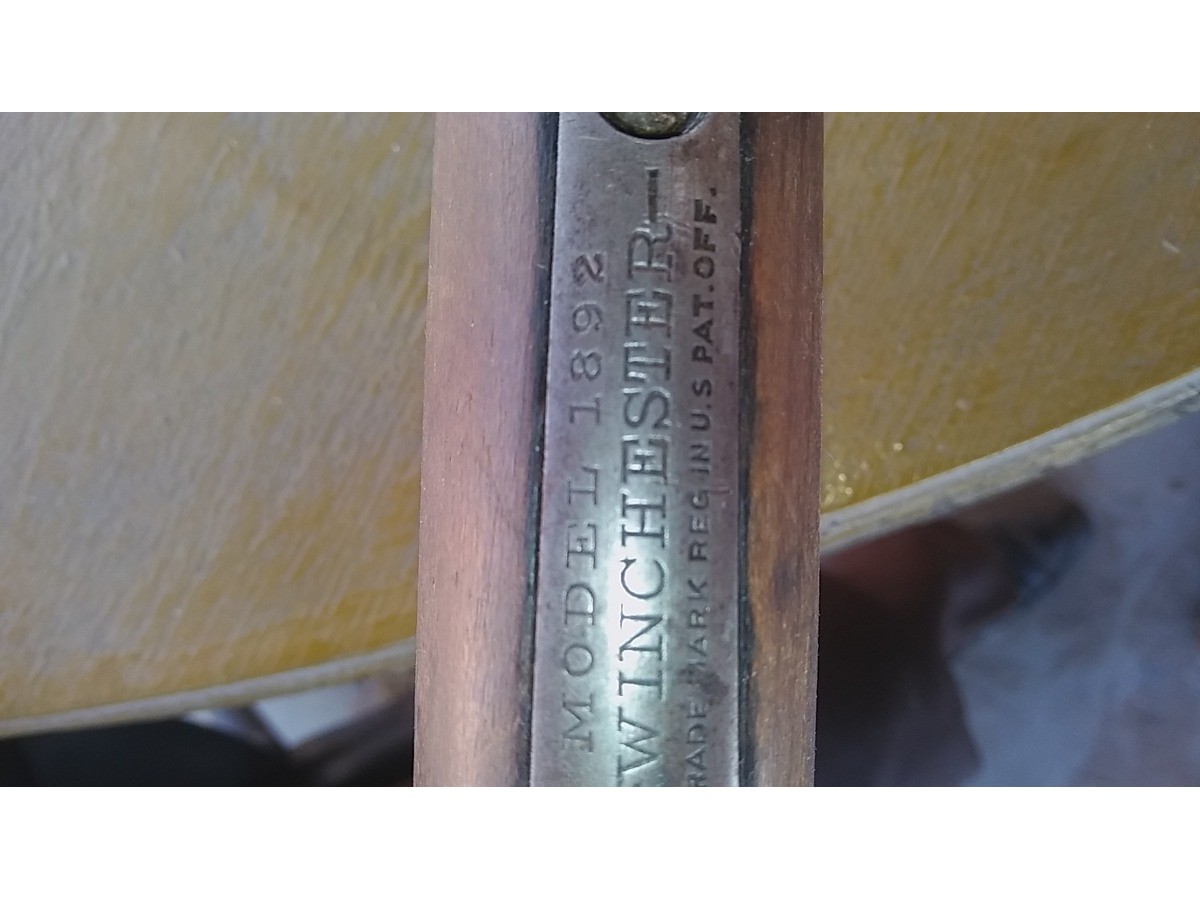 MODEL 1892
WINCHESTER—
TRADE MARK REG. IN U.S PAT. OFF.